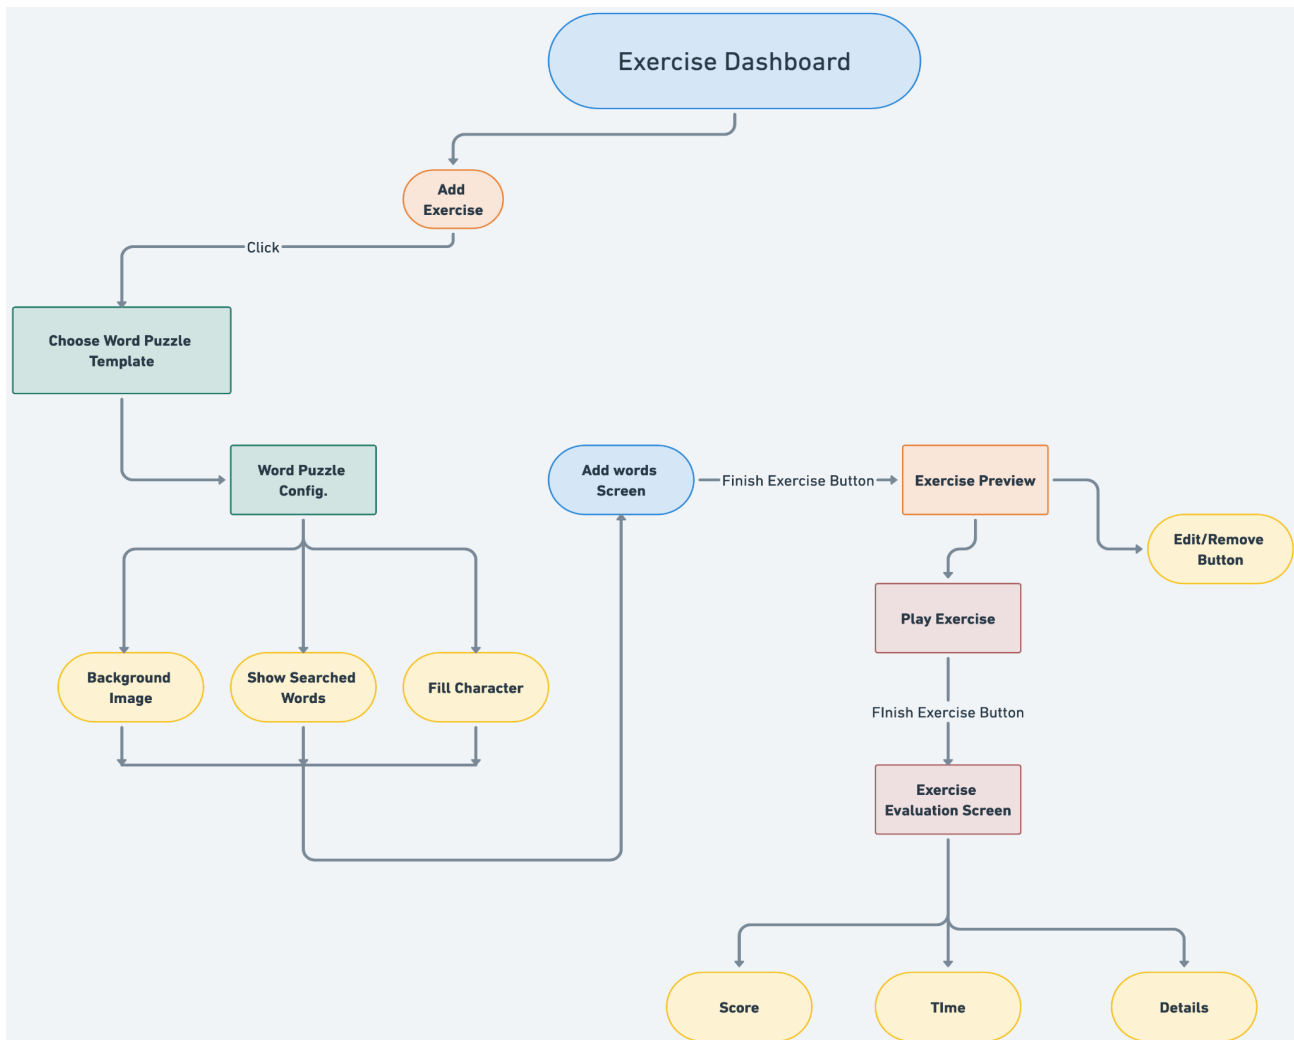 Exercise Dashboard
Add
Exercise
Click
Choose Word Puzzle
Template
Word Puzzle
Config.
Add words
Screen
Finish Exercise Button
Exercise Preview
Edit/Remove
Button
Play Exercise
Background
Image
Show Searched
Words
Fill Character
FInish Exercise Button
Exercise
Evaluation Screen
Score
TIme
Details